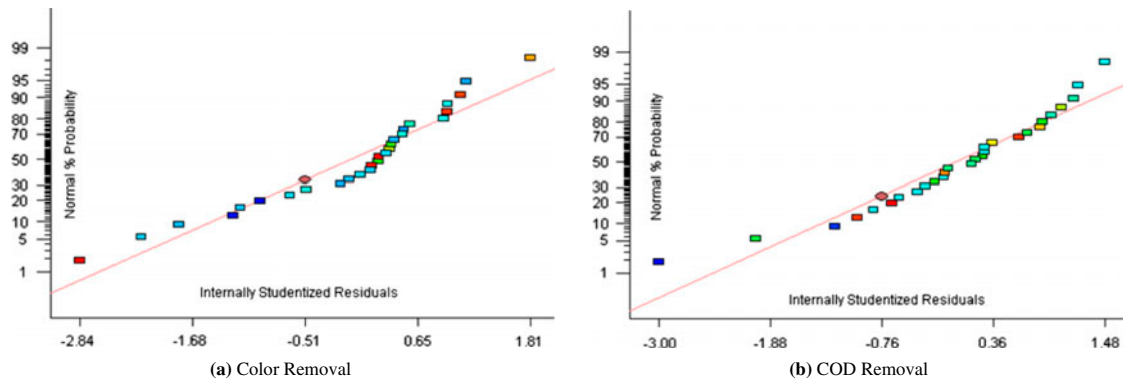 99
95
90
80
70
50
30
20
10
5
1
Normal % Probability
Internally Studentized Residuals
-2.84 -1.68 -0.51 0.65 1.81
(a) Color Removal
99
95
90
80
70
50
30
20
10
5
1
Normal % Probability
Internally Studentized Residuals
-3.00 -1.88 -0.76 0.36 1.48
(b) COD Removal